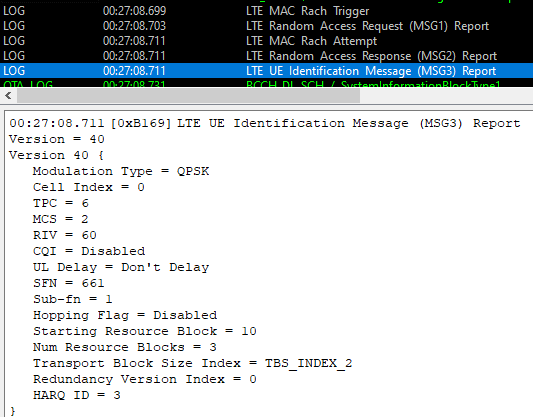 LOG 00:27:08.699 LTE MAC Rach Trigger
LOG 00:27:08.703 LTE Random Access Request (MSG1) Report
LOG 00:27:08.711 LTE MAC Rach Attempt
LOG 00:27:08.711 LTE Random Access Response (MSG2) Report
LOG 00:27:08.711 LTE UE Identification Message (MSG3) Report
OTA LOG 00:27:08.731 BCCH_DL_SCH / SystemInformationBlockType1
00:27:08.711 [0xB169] LTE UE Identification Message (MSG3) Report
Version = 40
Version 40 {
Modulation Type = QPSK
Cell Index = 0
TPC = 6
MCS = 2
RIV = 60
CQI = Disabled
UL Delay = Don't Delay
SFN = 661
Sub-fn = 1
Hopping Flag = Disabled
Starting Resource Block = 10
Num Resource Blocks = 3
Transport Block Size Index = TBS_INDEX_2
Redundancy Version Index = 0
HARQ ID = 3
}